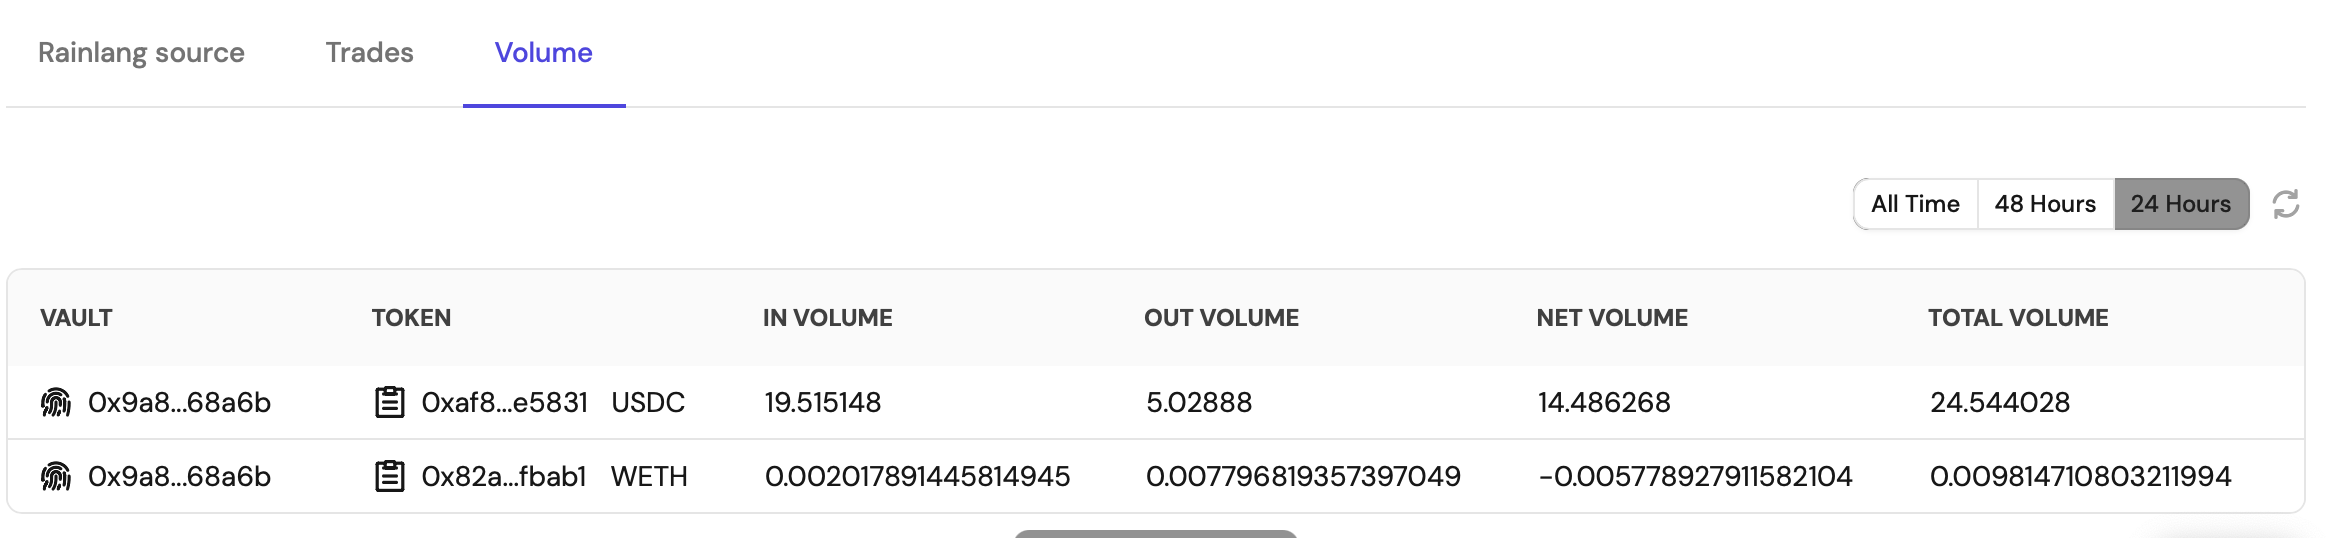 Rainlang source Trades Volume
All Time 48 Hours 24 Hours
VAULT TOKEN IN VOLUME OUT VOLUME NET VOLUME TOTAL VOLUME
0x9a8...68a6b 0xaf8...e5831 USDC 19.515148 5.02888 14.486268 24.544028
0x9a8...68a6b 0x82a...fbab1 WETH 0.002017891445814945 0.007796819357397049 -0.005778927911582104 0.009814710803211994